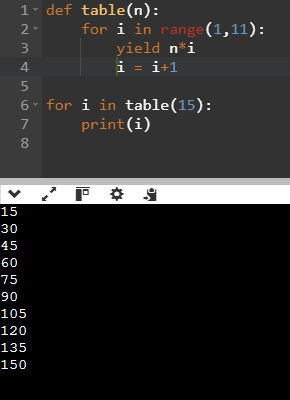 1 def table(n):
2     for i in range(1,11):
3         yield n*i
4         i = i+1
5
6 for i in table(15):
7     print(i)
8
15
30
45
60
75
90
105
120
135
150